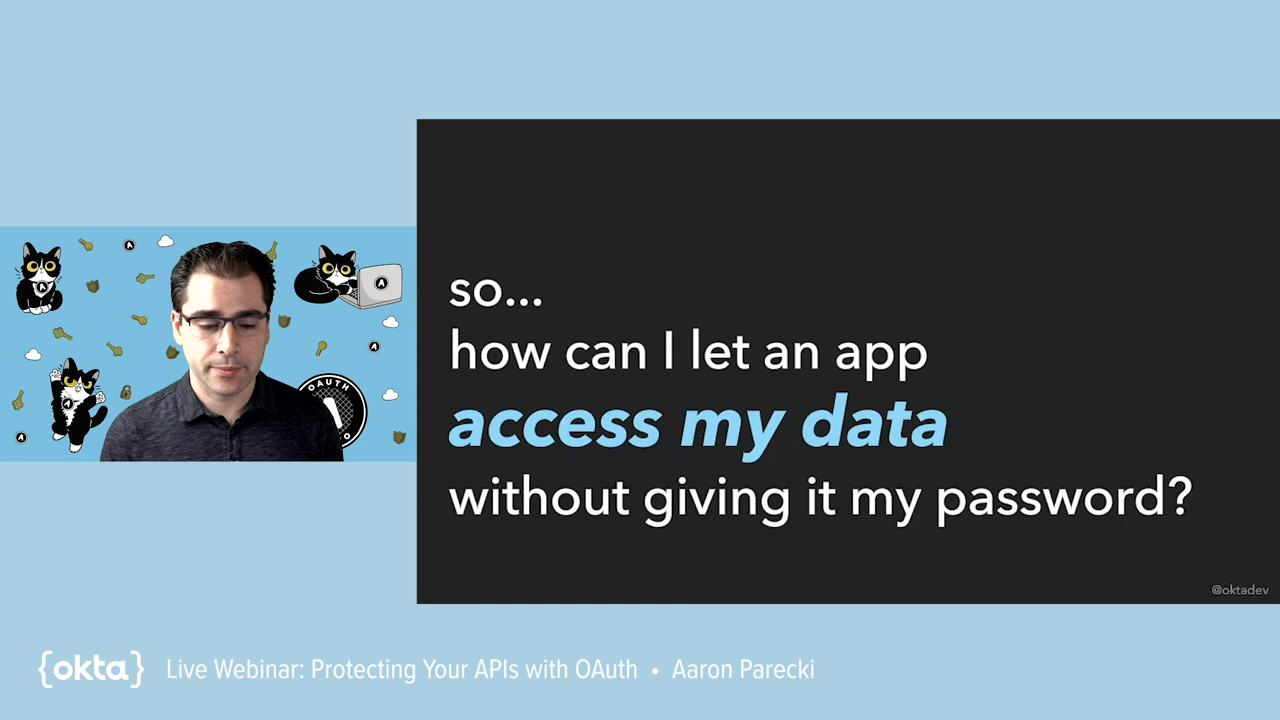 so...
how can I let an app
access my data
without giving it my password?
@oktadev
OAUTH
{okta} Live Webinar: Protecting Your APIs with OAuth • Aaron Parecki